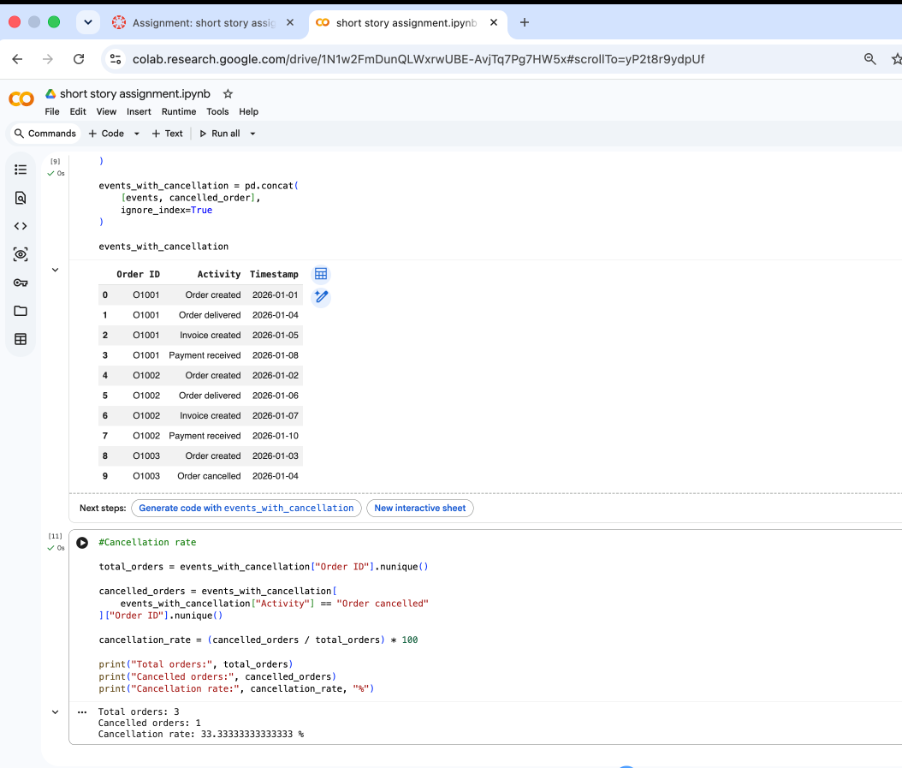 Assignment: short story assig
short story assignment.ipynb
colab.research.google.com/drive/1N1w2FmDunQLWxrwUBE-AvjTq7Pg7HW5x#scrollTo=yP2t8r9ydpUf
short story assignment.ipynb
File Edit View Insert Runtime Tools Help
Commands + Code + Text Run all
[9]
0s
)
events_with_cancellation = pd.concat(
[events, cancelled_order],
ignore_index=True
)
events_with_cancellation
Order ID Activity Timestamp
0 O1001 Order created 2026-01-01
1 O1001 Order delivered 2026-01-04
2 O1001 Invoice created 2026-01-05
3 O1001 Payment received 2026-01-08
4 O1002 Order created 2026-01-02
5 O1002 Order delivered 2026-01-06
6 O1002 Invoice created 2026-01-07
7 O1002 Payment received 2026-01-10
8 O1003 Order created 2026-01-03
9 O1003 Order cancelled 2026-01-04
Next steps: Generate code with events_with_cancellation New interactive sheet
[11]
0s
#Cancellation rate
total_orders = events_with_cancellation["Order ID"].nunique()
cancelled_orders = events_with_cancellation[
events_with_cancellation["Activity"] == "Order cancelled"
]["Order ID"].nunique()
cancellation_rate = (cancelled_orders / total_orders) * 100
print("Total orders:", total_orders)
print("Cancelled orders:", cancelled_orders)
print("Cancellation rate:", cancellation_rate, "%")
Total orders: 3
Cancelled orders: 1
Cancellation rate: 33.33333333333333 %